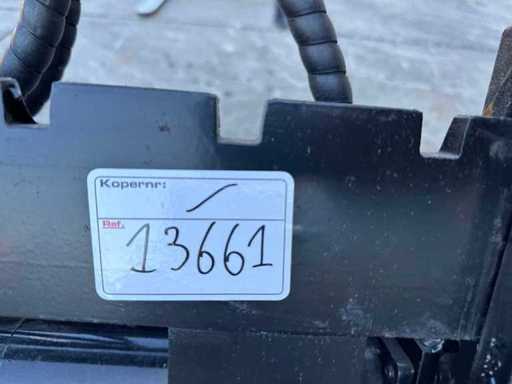 Kopernr: /
Ref. 13661